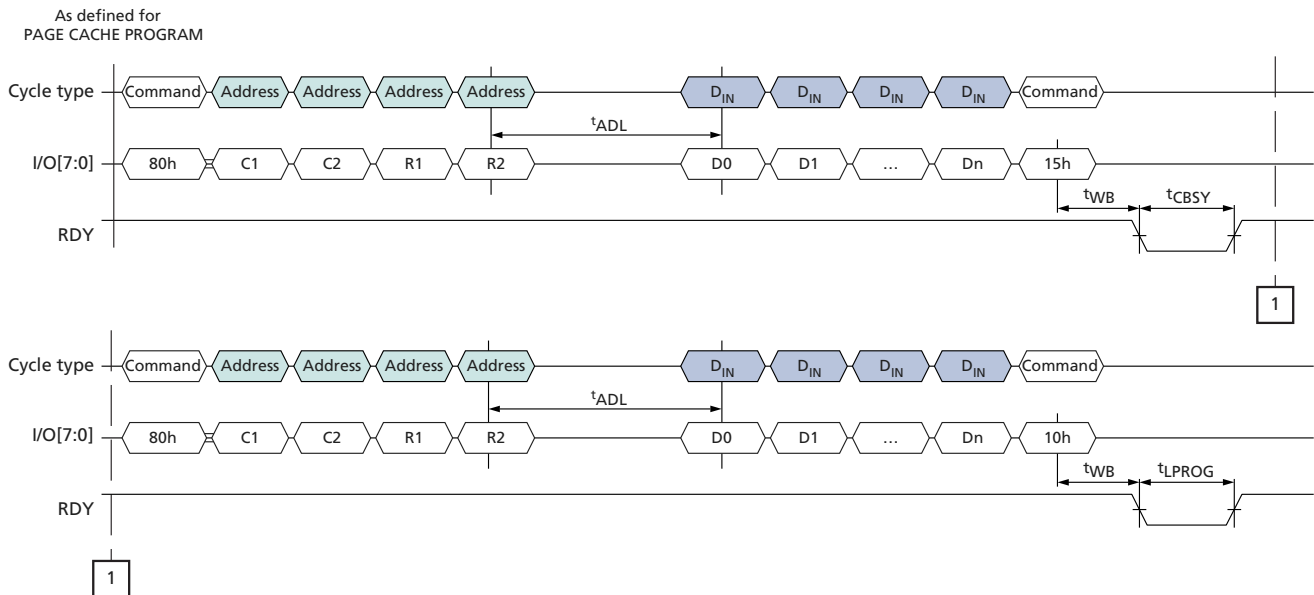 As defined for
PAGE CACHE PROGRAM
Cycle type Command Address Address Address Address DIN DIN DIN DIN Command
tADL
I/O[7:0] 80h C1 C2 R1 R2 D0 D1 … Dn 15h
tWB tCBSY
RDY
1
Cycle type Command Address Address Address Address DIN DIN DIN DIN Command
tADL
I/O[7:0] 80h C1 C2 R1 R2 D0 D1 … Dn 10h
tWB tLPROG
RDY
1